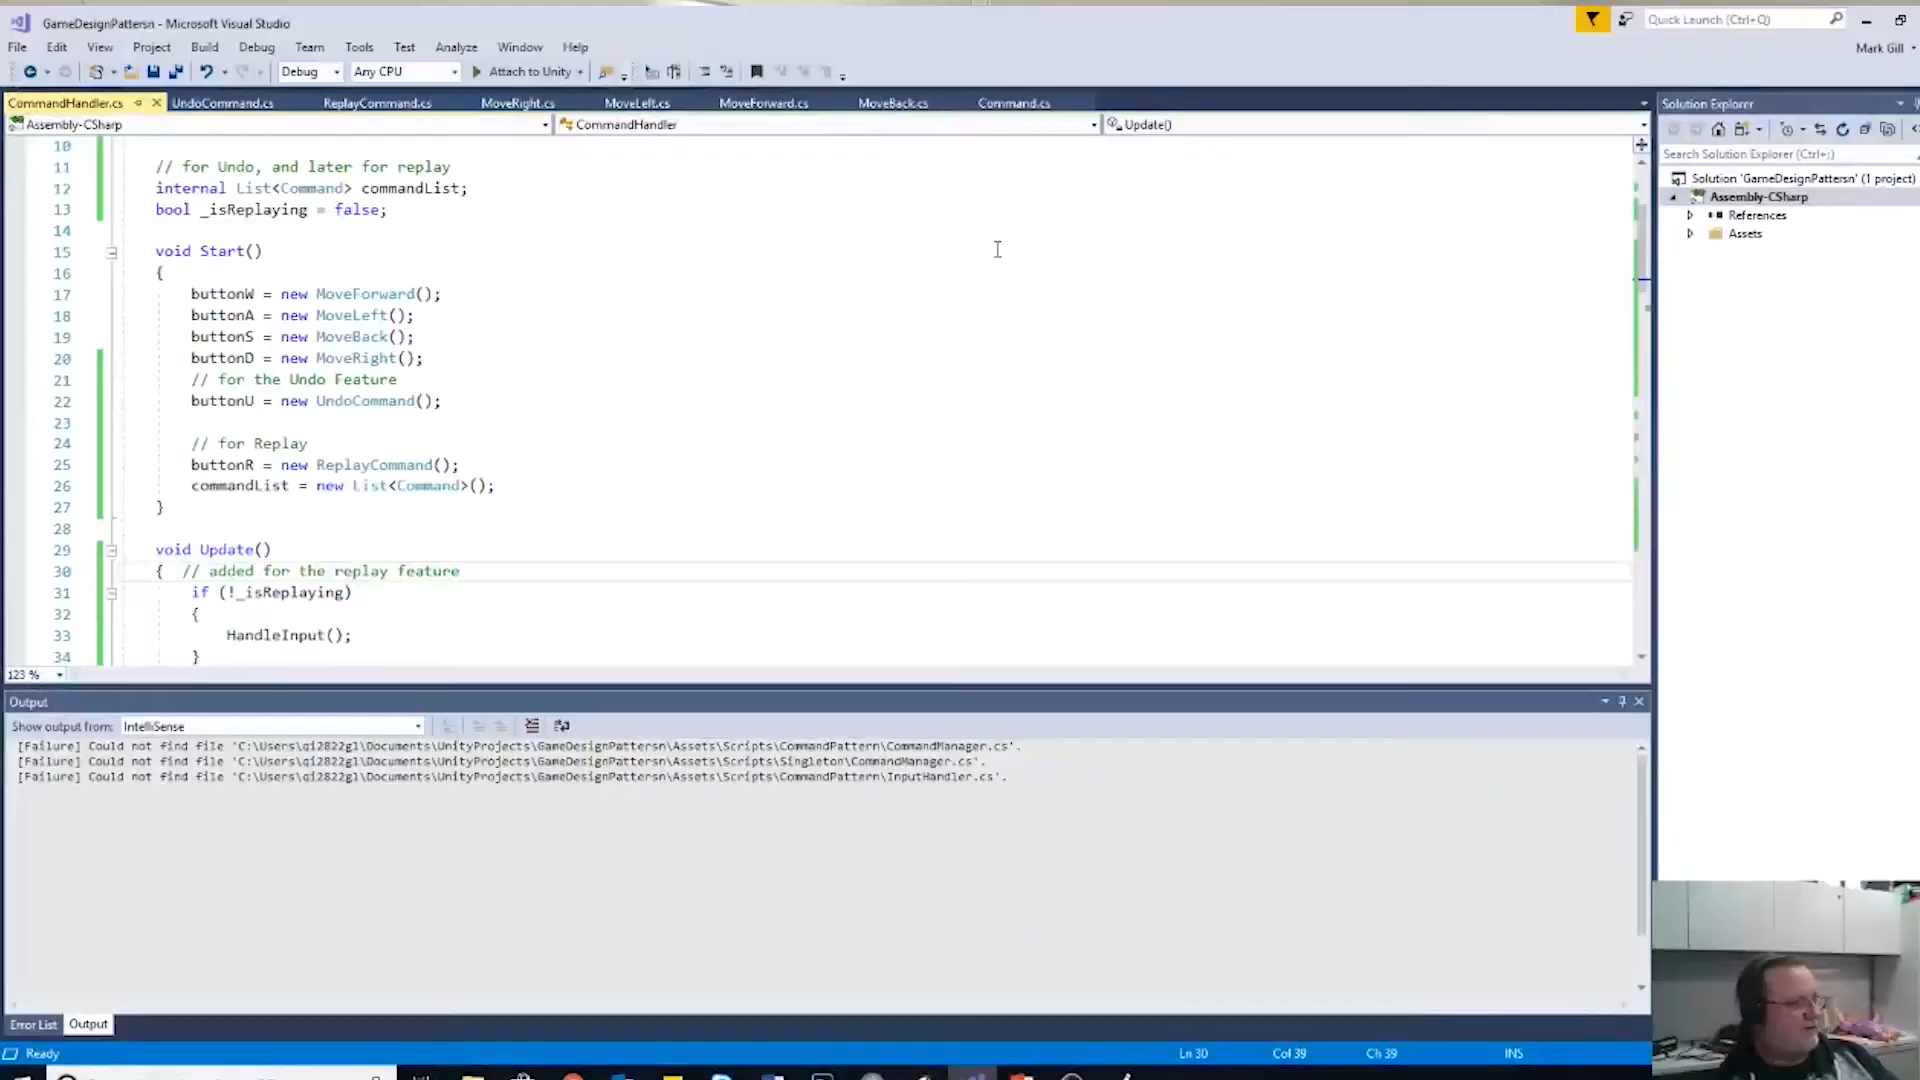 GameDesignPattersn - Microsoft Visual Studio
Quick Launch (Ctrl+Q)
File Edit View Project Build Debug Team Tools Test Analyze Window Help
Mark Gill
Debug Any CPU Attach to Unity
CommandHandler.cs UndoCommand.cs ReplayCommand.cs MoveRight.cs MoveLeft.cs MoveForward.cs MoveBack.cs Command.cs
Solution Explorer
Assembly-CSharp CommandHandler Update()
Search Solution Explorer (Ctrl+;)
Solution 'GameDesignPattersn' (1 project)
Assembly-CSharp
References
Assets
10
11 // for Undo, and later for replay
12 internal List<Command> commandList;
13 bool _isReplaying = false;
14
15 void Start()
16 {
17 buttonW = new MoveForward();
18 buttonA = new MoveLeft();
19 buttonS = new MoveBack();
20 buttonD = new MoveRight();
21 // for the Undo Feature
22 buttonU = new UndoCommand();
23
24 // for Replay
25 buttonR = new ReplayCommand();
26 commandList = new List<Command>();
27 }
28
29 void Update()
30 { // added for the replay feature
31 if (!_isReplaying)
32 {
33 HandleInput();
34 }
123 %
Output
Show output from: IntelliSense
[Failure] Could not find file 'C:\Users\qi2822gl\Documents\UnityProjects\GameDesignPattersn\Assets\Scripts\CommandPattern\CommandManager.cs'.
[Failure] Could not find file 'C:\Users\qi2822gl\Documents\UnityProjects\GameDesignPattersn\Assets\Scripts\Singleton\CommandManager.cs'.
[Failure] Could not find file 'C:\Users\qi2822gl\Documents\UnityProjects\GameDesignPattersn\Assets\Scripts\CommandPattern\InputHandler.cs'.
Error List Output
Ready Ln 30 Col 39 Ch 39 INS